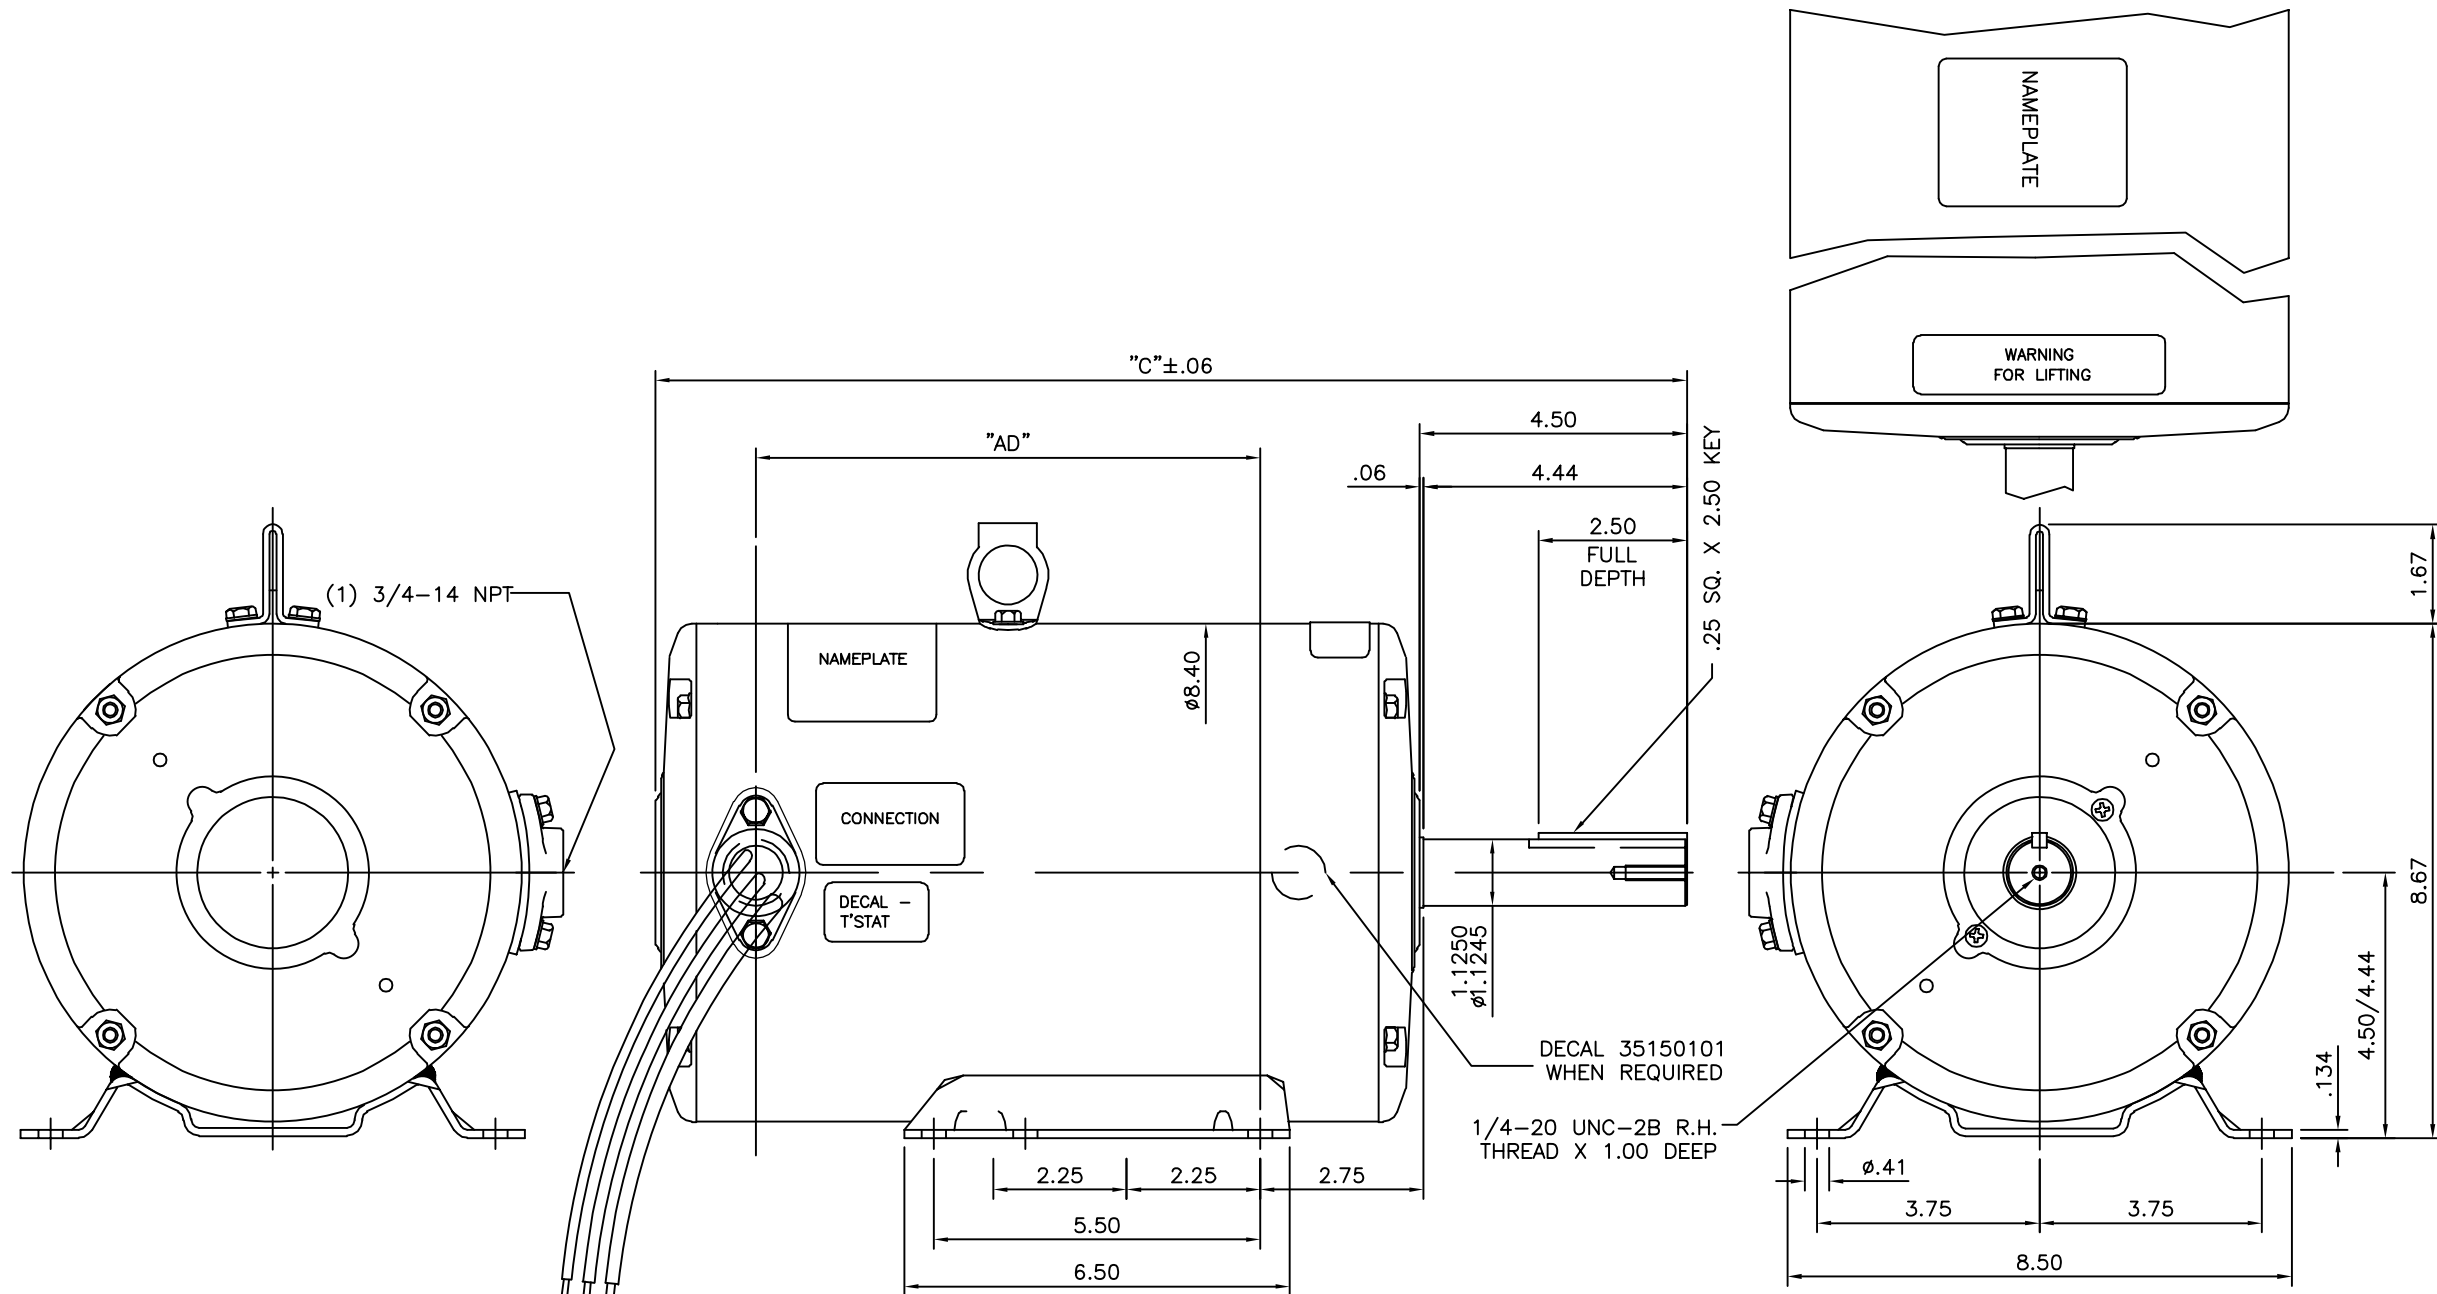 NAMEPLATE
WARNING
FOR LIFTING
"C"±.06
4.50
"AD"
.06
4.44
.25 SQ. X 2.50 KEY
2.50
FULL
DEPTH
1.67
(1) 3/4-14 NPT
NAMEPLATE
ø8.40
CONNECTION
DECAL -
T'STAT
8.67
1.1250
ø1.1245
4.50/4.44
DECAL 35150101
WHEN REQUIRED
.134
1/4-20 UNC-2B R.H.
THREAD X 1.00 DEEP
2.25
2.25
2.75
ø.41
5.50
3.75
3.75
6.50
8.50